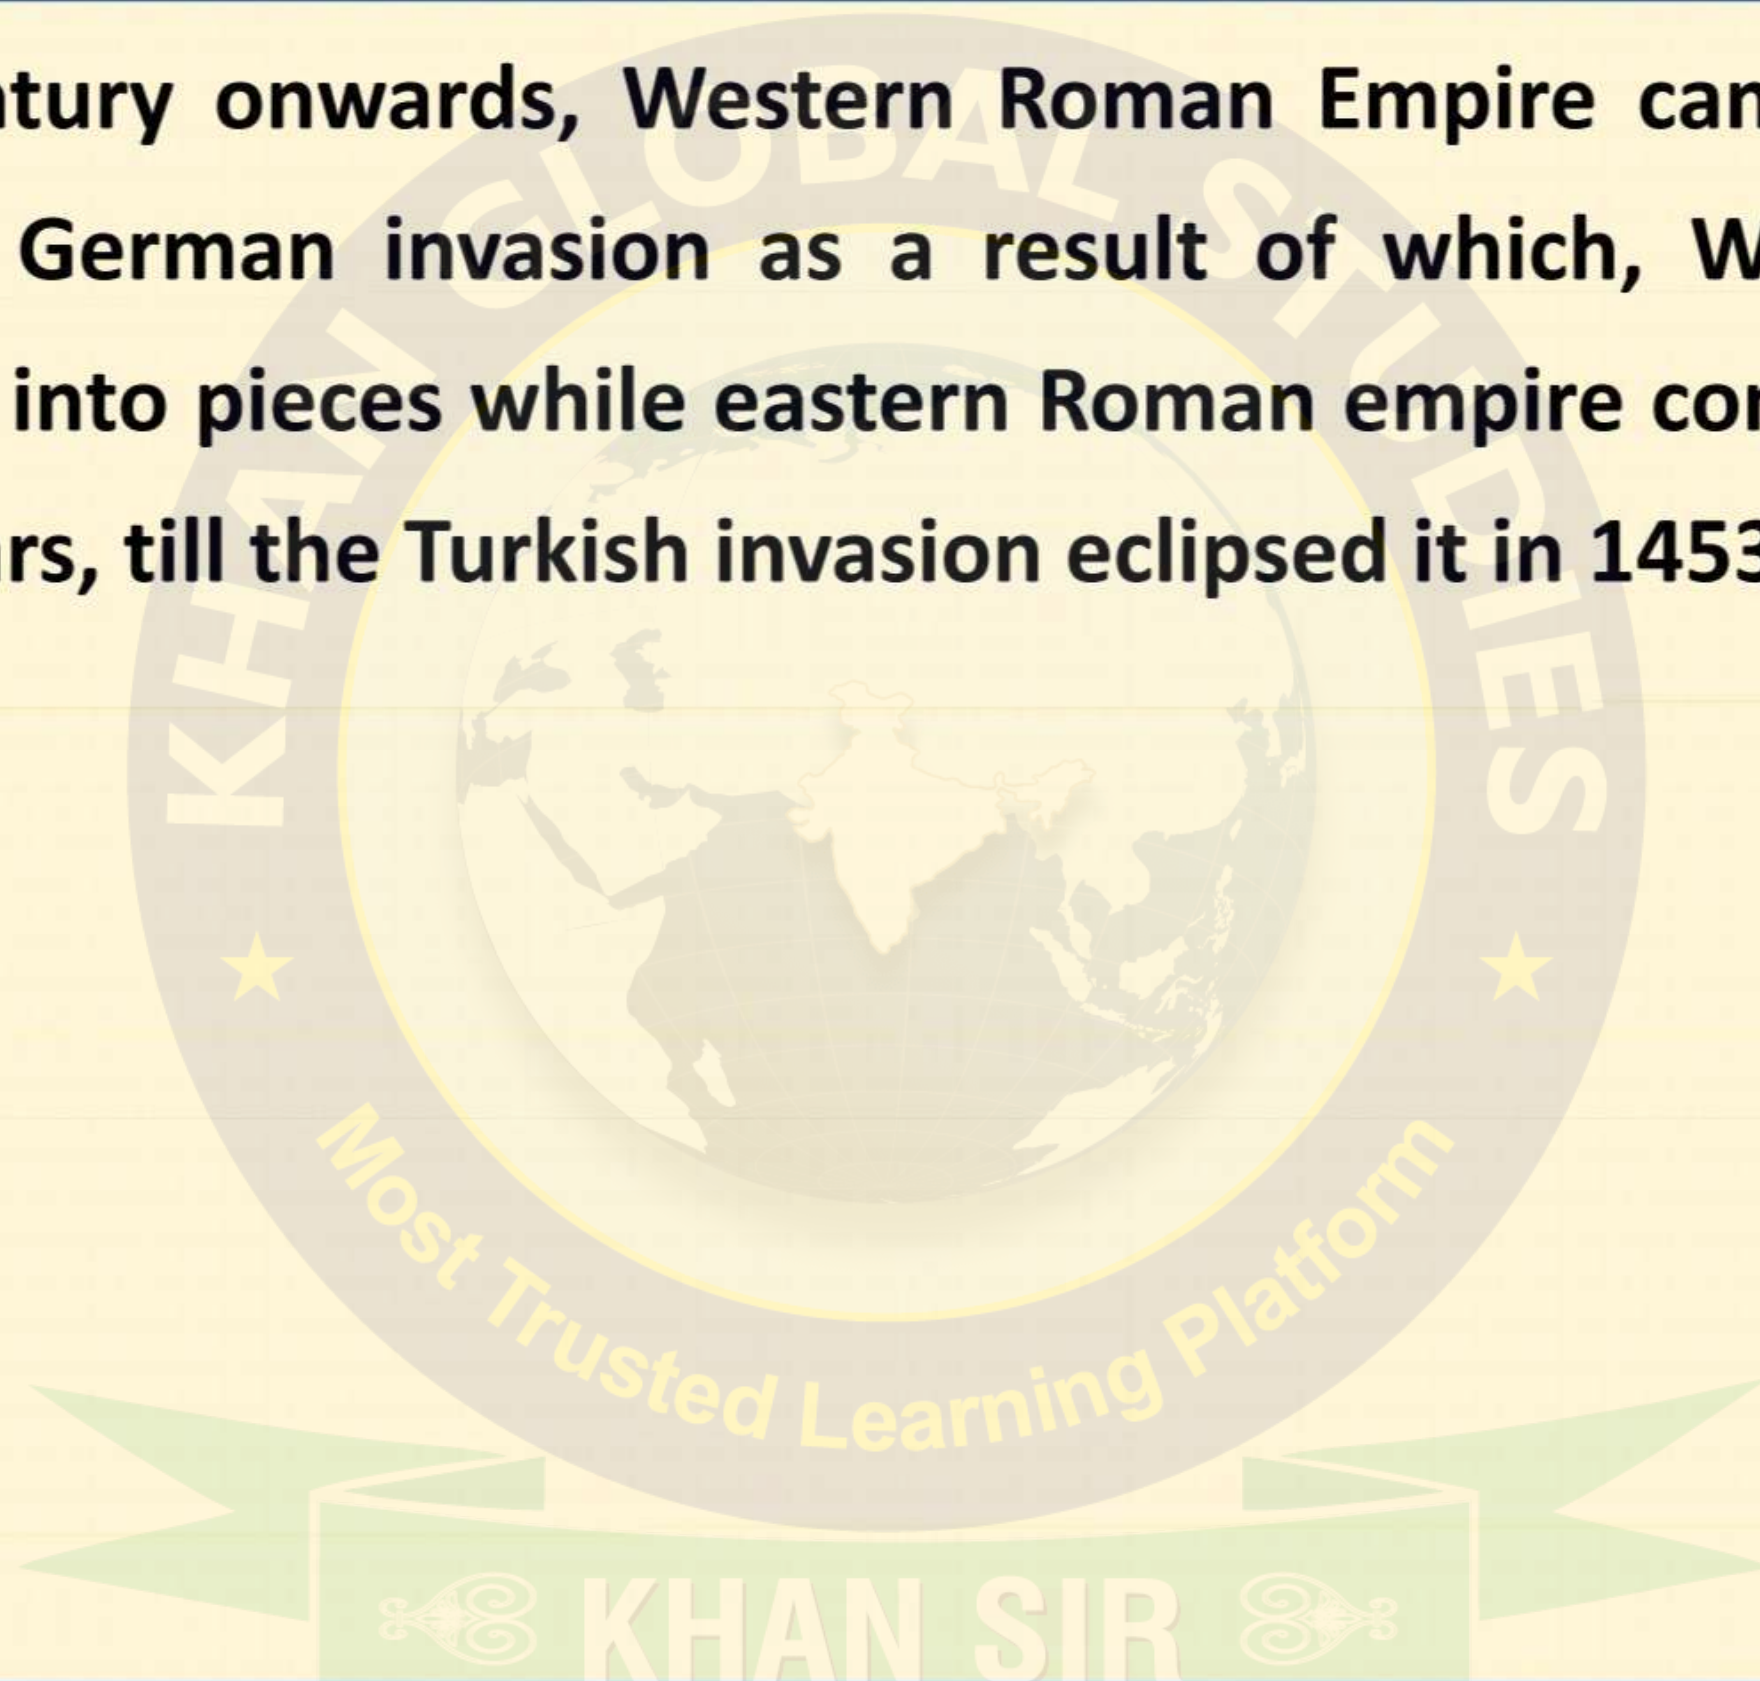 ntury onwards, Western Roman Empire can
German invasion as a result of which, W
into pieces while eastern Roman empire con
rs, till the Turkish invasion eclipsed it in 1453
KHAN GLOBAL STUDIES
Most Trusted Learning Platform
KHAN SIR